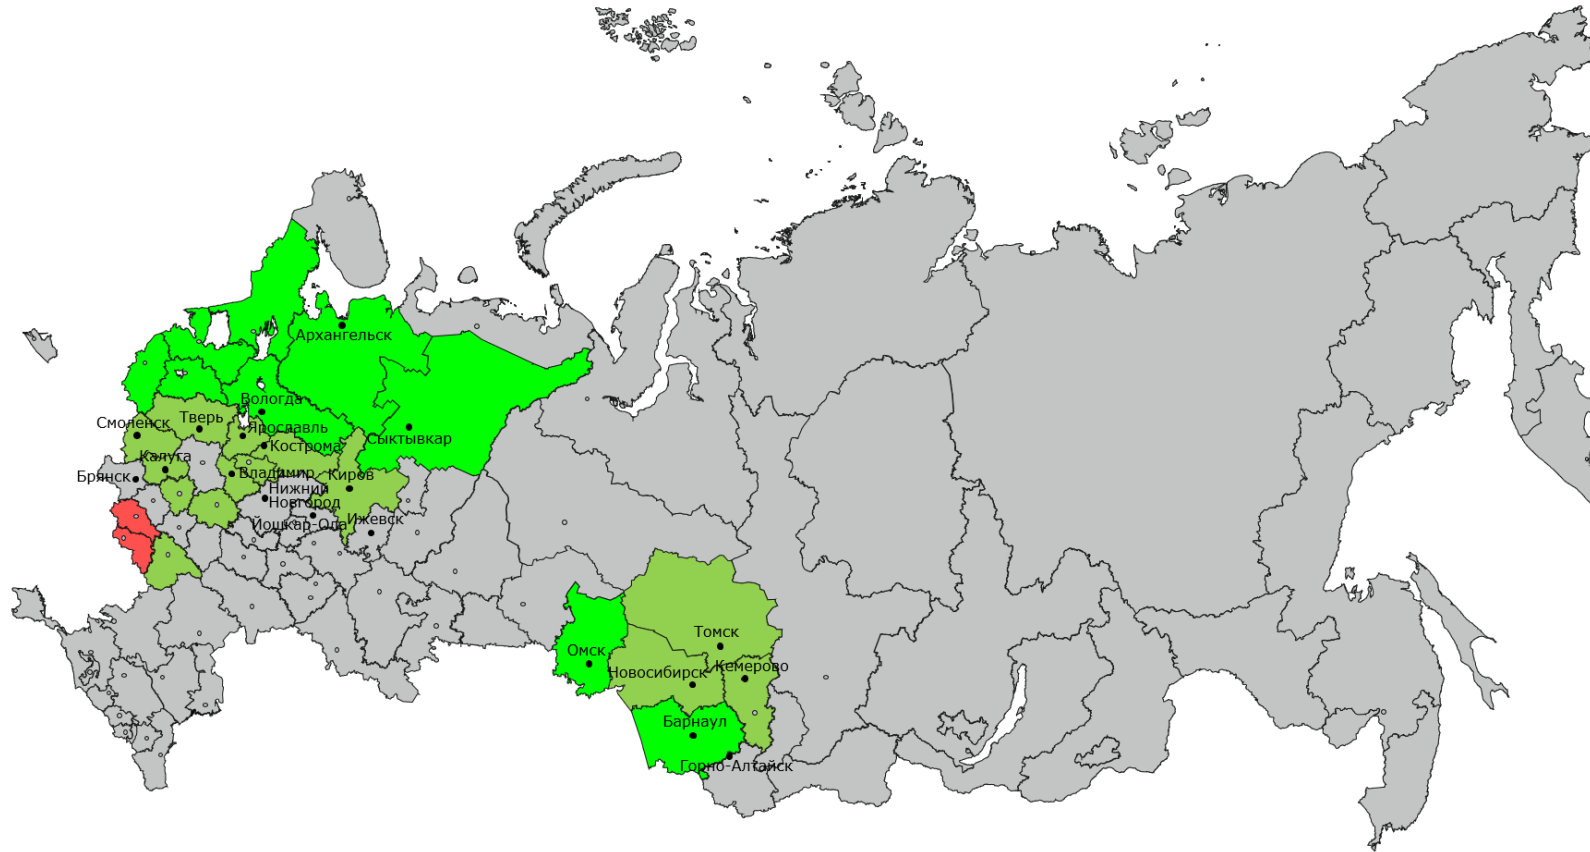 Архангельск
Вологда
Смоленск
Тверь
Ярославль
Сыктывкар
Кострома
Калуга
Брянск
Владимир
Киров
Нижний
Новгород
Йошкар-Ола
Ижевск
Томск
Омск
Кемерово
Новосибирск
Барнаул
Горно-Алтайск